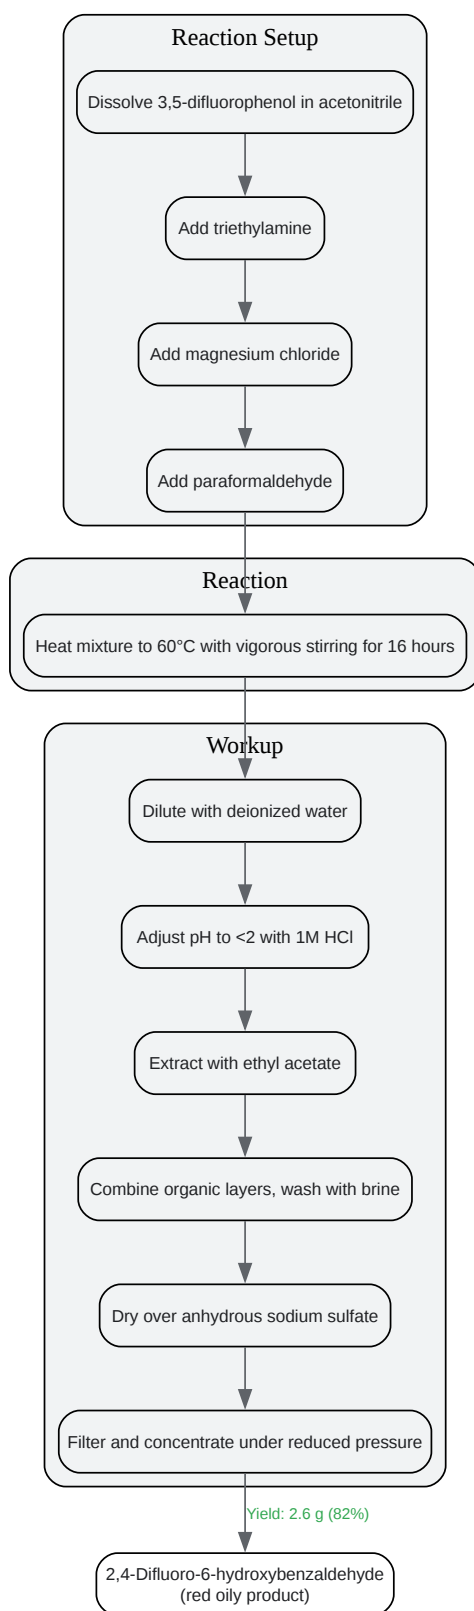 Reaction Setup
Dissolve 3,5-difluorophenol in acetonitrile
Add triethylamine
Add magnesium chloride
Add paraformaldehyde
Reaction
Heat mixture to 60°C with vigorous stirring for 16 hours
Workup
Dilute with deionized water
Adjust pH to <2 with 1M HCl
Extract with ethyl acetate
Combine organic layers, wash with brine
Dry over anhydrous sodium sulfate
Filter and concentrate under reduced pressure
Yield: 2.6 g (82%)
2,4-Difluoro-6-hydroxybenzaldehyde
(red oily product)